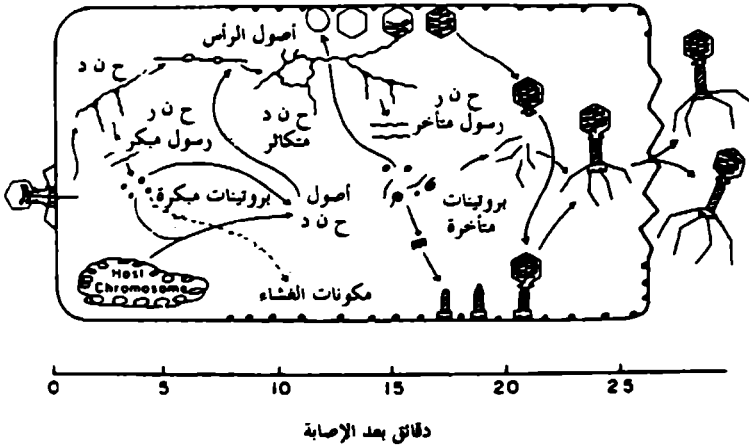 أصول الرأس
ح ن د
ح ن ر
رسول مبكر
ح ن د
متكاثر
ح ن ر
رسول متأخر
بروتينات مبكرة
أصول
ح ن د
بروتينات
متأخرة
Host
Chromosome
مكونات الغشاء
0 5 10 15 20 25
دقائق بعد الإصابة